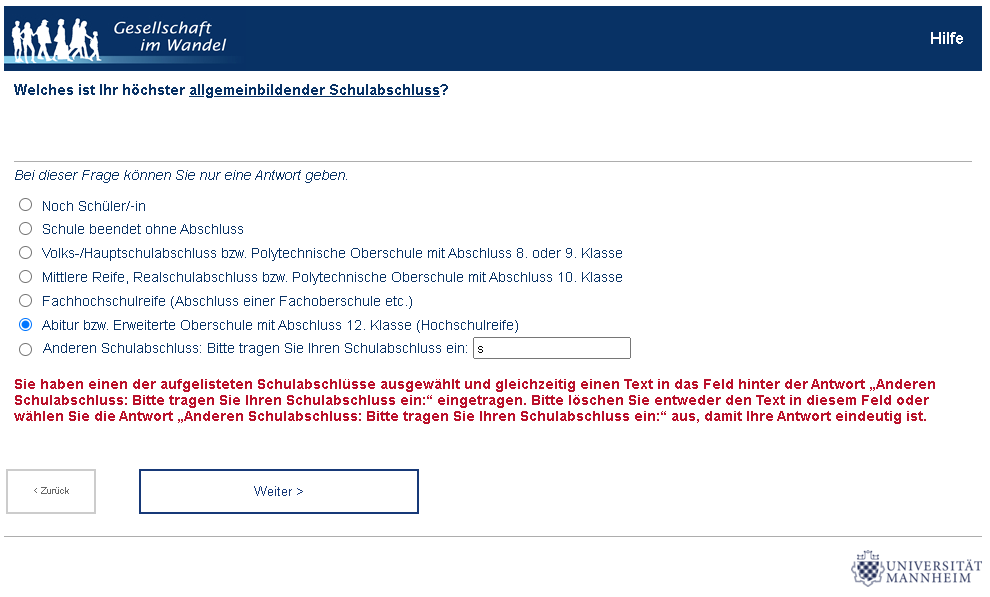 Gesellschaft
im Wandel
Hilfe
Welches ist Ihr höchster allgemeinbildender Schulabschluss?
Bei dieser Frage können Sie nur eine Antwort geben.
Noch Schüler/-in
Schule beendet ohne Abschluss
Volks-/Hauptschulabschluss bzw. Polytechnische Oberschule mit Abschluss 8. oder 9. Klasse
Mittlere Reife, Realschulabschluss bzw. Polytechnische Oberschule mit Abschluss 10. Klasse
Fachhochschulreife (Abschluss einer Fachoberschule etc.)
Abitur bzw. Erweiterte Oberschule mit Abschluss 12. Klasse (Hochschulreife)
Anderen Schulabschluss: Bitte tragen Sie Ihren Schulabschluss ein: s
Sie haben einen der aufgelisteten Schulabschlüsse ausgewählt und gleichzeitig einen Text in das Feld hinter der Antwort „Anderen
Schulabschluss: Bitte tragen Sie Ihren Schulabschluss ein:“ eingetragen. Bitte löschen Sie entweder den Text in diesem Feld oder
wählen Sie die Antwort „Anderen Schulabschluss: Bitte tragen Sie Ihren Schulabschluss ein:“ aus, damit Ihre Antwort eindeutig ist.
< Zurück
Weiter >
UNIVERSITÄT
MANNHEIM